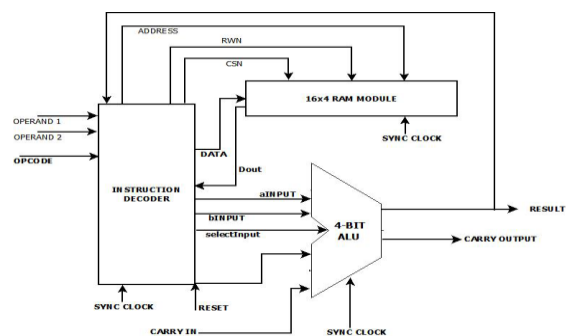 ADDRESS
RWN
CSN
16x4 RAM MODULE
OPERAND 1
OPERAND 2
SYNC CLOCK
DATA
OPCODE
Dout
INSTRUCTION
DECODER
aINPUT
bINPUT
selectInput
4-BIT
ALU
RESULT
CARRY OUTPUT
SYNC CLOCK
RESET
CARRY IN
SYNC CLOCK